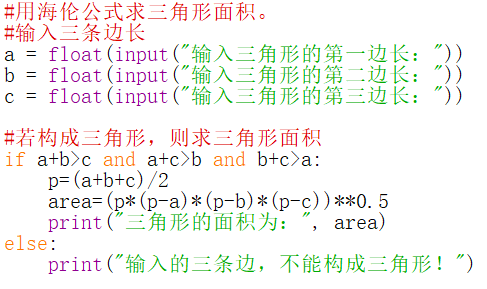 #用海伦公式求三角形面积。
#输入三条边长
a = float(input("输入三角形的第一边长："))
b = float(input("输入三角形的第二边长："))
c = float(input("输入三角形的第三边长："))

#若构成三角形，则求三角形面积
if a+b>c and a+c>b and b+c>a:
    p=(a+b+c)/2
    area=(p*(p-a)*(p-b)*(p-c))**0.5
    print("三角形的面积为：", area)
else:
    print("输入的三条边，不能构成三角形！")